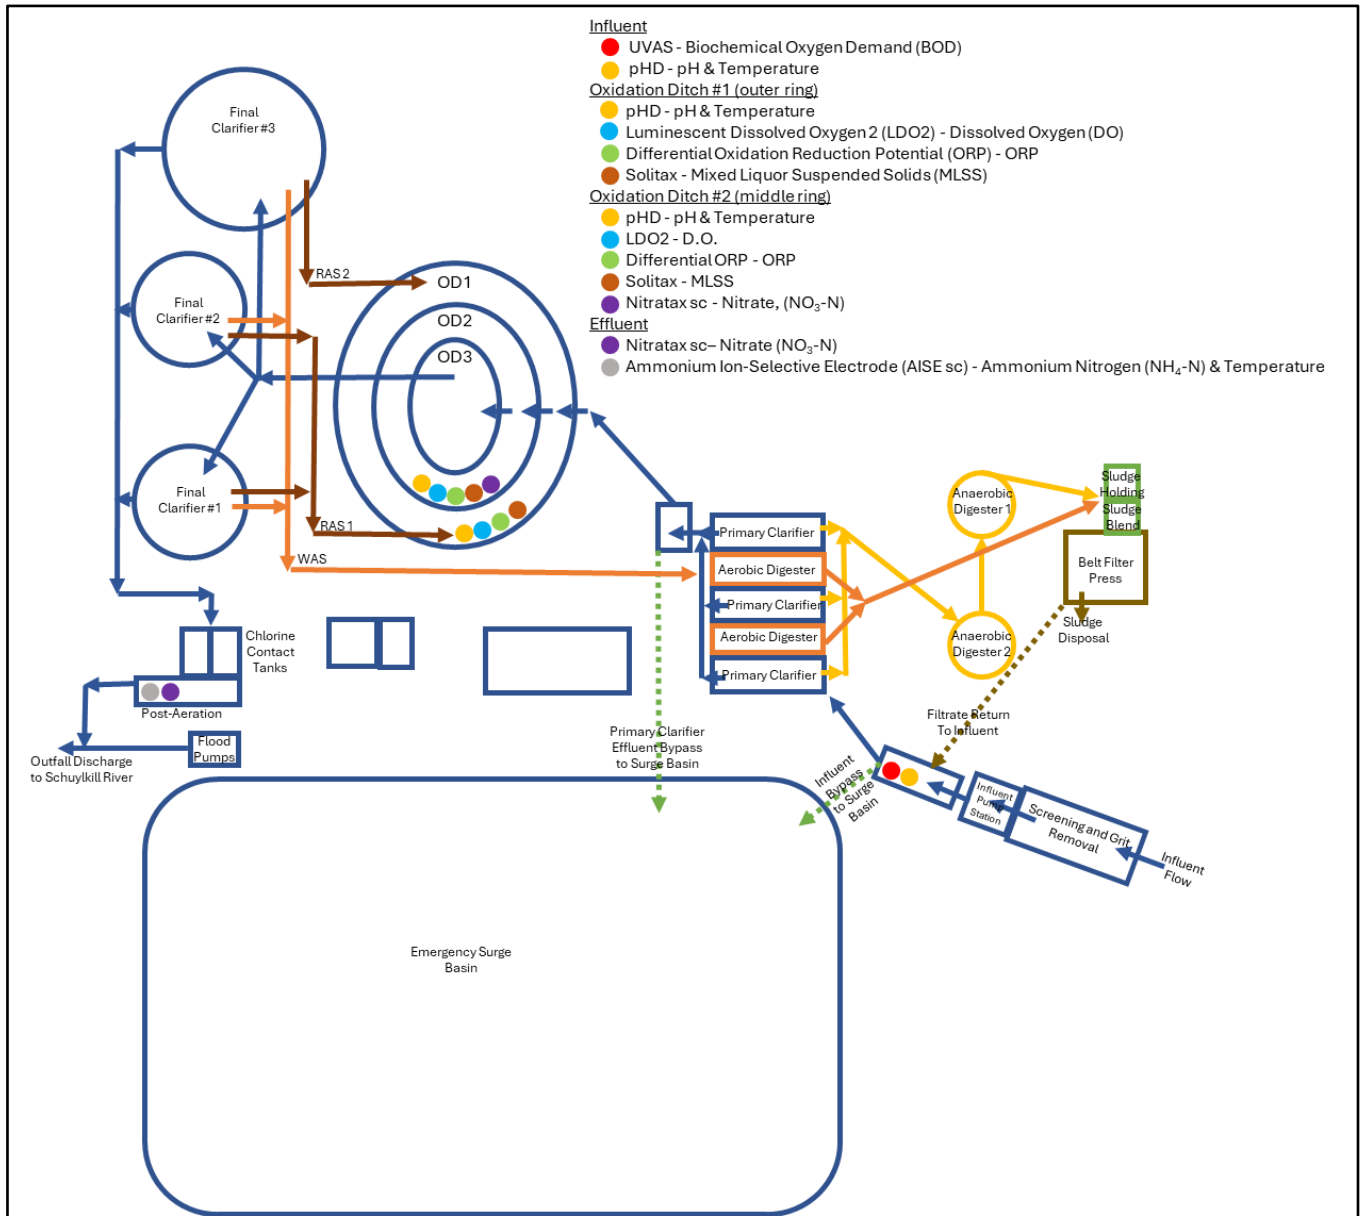 Influent
UVAS - Biochemical Oxygen Demand (BOD)
pHD - pH & Temperature
Oxidation Ditch #1 (outer ring)
pHD - pH & Temperature
Luminescent Dissolved Oxygen 2 (LDO2) - Dissolved Oxygen (DO)
Differential Oxidation Reduction Potential (ORP) - ORP
Solitax - Mixed Liquor Suspended Solids (MLSS)
Oxidation Ditch #2 (middle ring)
pHD - pH & Temperature
LDO2 - D.O.
Differential ORP - ORP
Solitax - MLSS
Nitratax sc - Nitrate, (NO₃-N)
Effluent
Nitratax sc– Nitrate (NO₃-N)
Ammonium Ion-Selective Electrode (AISE sc) - Ammonium Nitrogen (NH₄-N) & Temperature
Final
Clarifier #3
RAS 2
OD1
OD2
OD3
Final
Clarifier #2
Final
Clarifier #1
RAS 1
WAS
Primary Clarifier
Aerobic Digester
Primary Clarifier
Aerobic Digester
Primary Clarifier
Anaerobic
Digester 1
Anaerobic
Digester 2
Sludge
Holding
Sludge
Blend
Belt Filter
Press
Sludge
Disposal
Filtrate Return
To Influent
Chlorine
Contact
Tanks
Post-Aeration
Flood
Pumps
Outfall Discharge
to Schuylkill River
Primary Clarifier
Effluent Bypass
to Surge Basin
Influent
Bypass
to Surge
Basin
Influent
Pump
Station
Screening and Grit
Removal
Influent
Flow
Emergency Surge
Basin